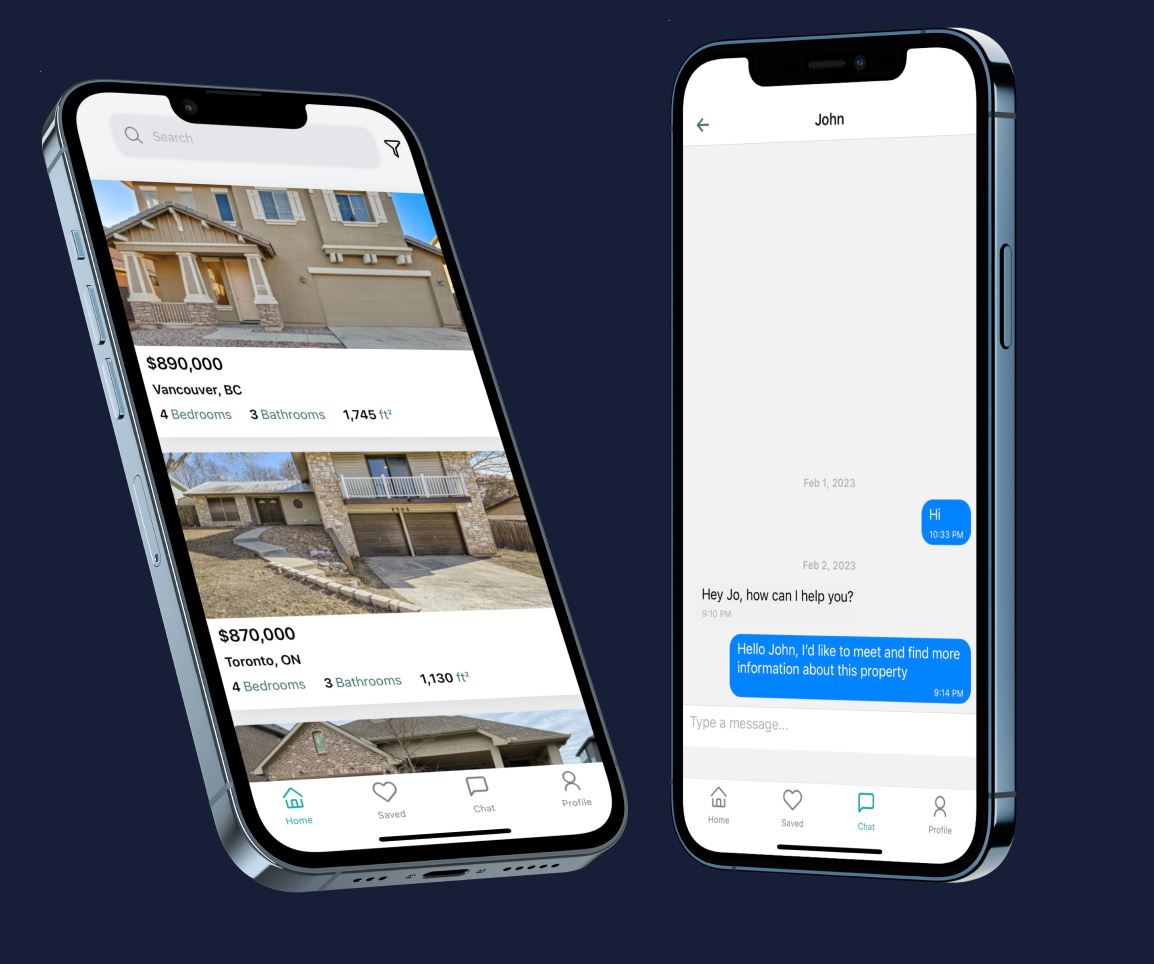 Search
$890,000
Vancouver, BC
4 Bedrooms 3 Bathrooms 1,745 ft²
$870,000
Toronto, ON
4 Bedrooms 3 Bathrooms 1,130 ft²
Home Saved Chat Profile
John
Feb 1, 2023
Hi
10:33 PM
Feb 2, 2023
Hey Jo, how can I help you?
9:10 PM
Hello John, I'd like to meet and find more
information about this property
9:14 PM
Type a message...
Home Saved Chat Profile